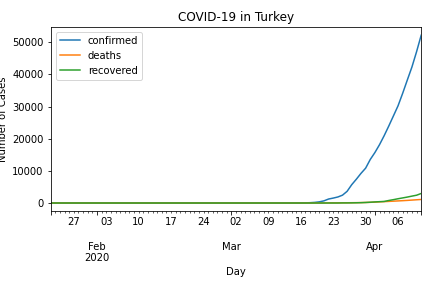 COVID-19 in Turkey
confirmed
deaths
recovered
Number of Cases
50000
40000
30000
20000
10000
0
27 03 10 17 24 02 09 16 23 30 06
Feb Mar Apr
2020
Day